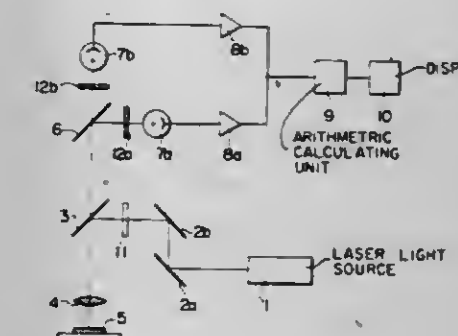 7b
8b
12b
DISP
6
12a
7a
8a
9
10
ARITHMETRIC
CALCULATING
UNIT
3
11
2b
LASER LIGHT
SOURCE
4
2a
1
5